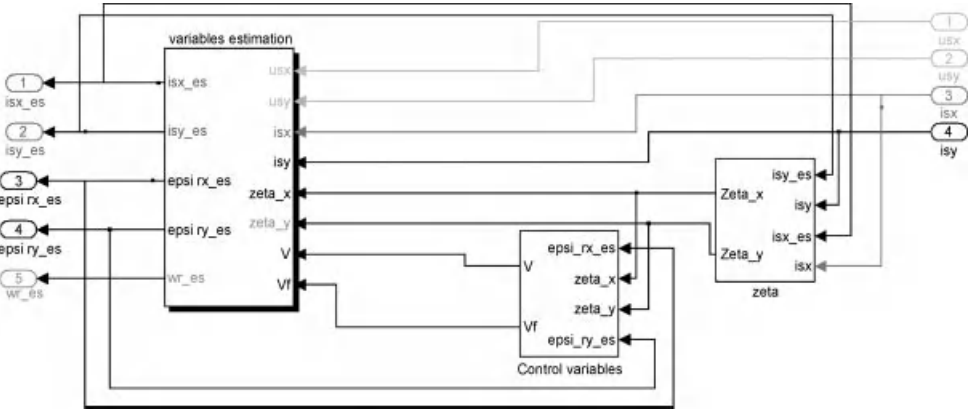 variables estimation
1
isx_es
2
isy_es
3
epsi rx_es
4
epsi ry_es
5
wr_es
isx_es
isy_es
epsi rx_es
epsi ry_es
wr_es
usx
usy
isx
isy
zeta_x
zeta_y
V
Vf
V
Vf
epsi_rx_es
zeta_x
zeta_y
epsi_ry_es
Control variables
Zeta_x
Zeta_y
isy_es
isy
isx_es
isx
zeta
1
usx
2
usy
3
isx
4
isy